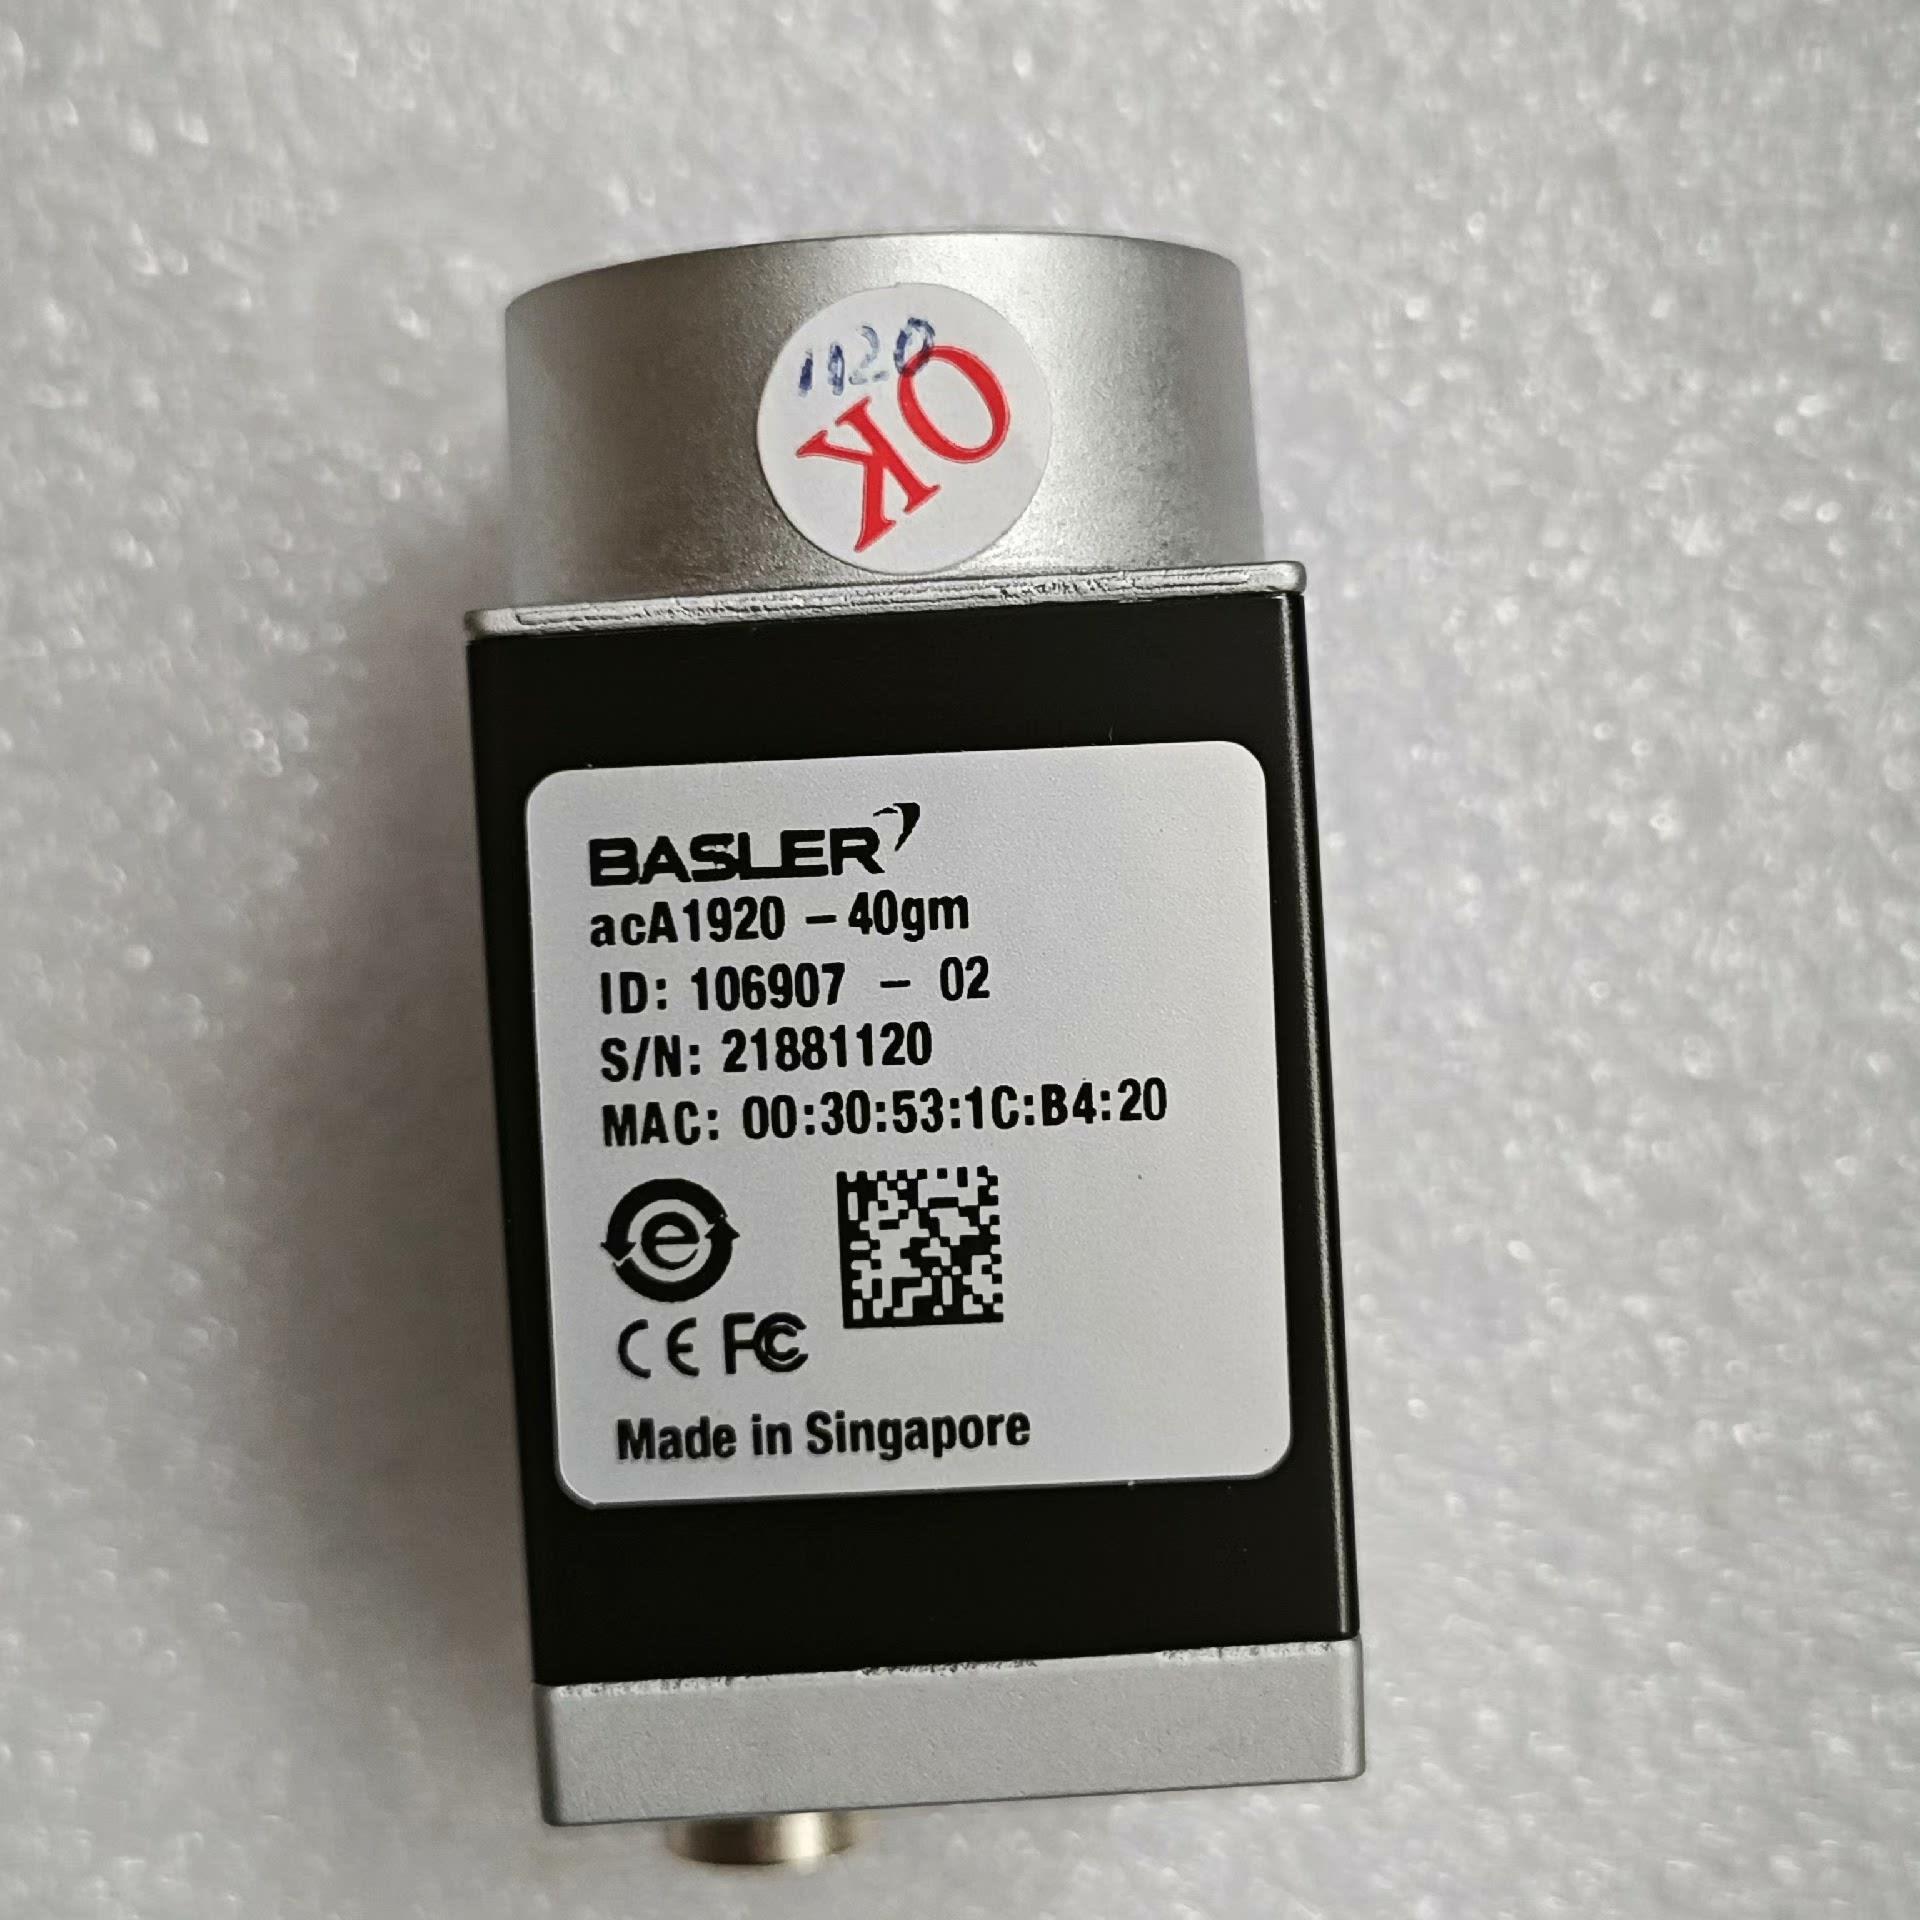 1120
OK
BASLER
acA1920 - 40gm
ID: 106907 - 02
S/N: 21881120
MAC: 00:30:53:1C:B4:20
e
CE FC
Made in Singapore